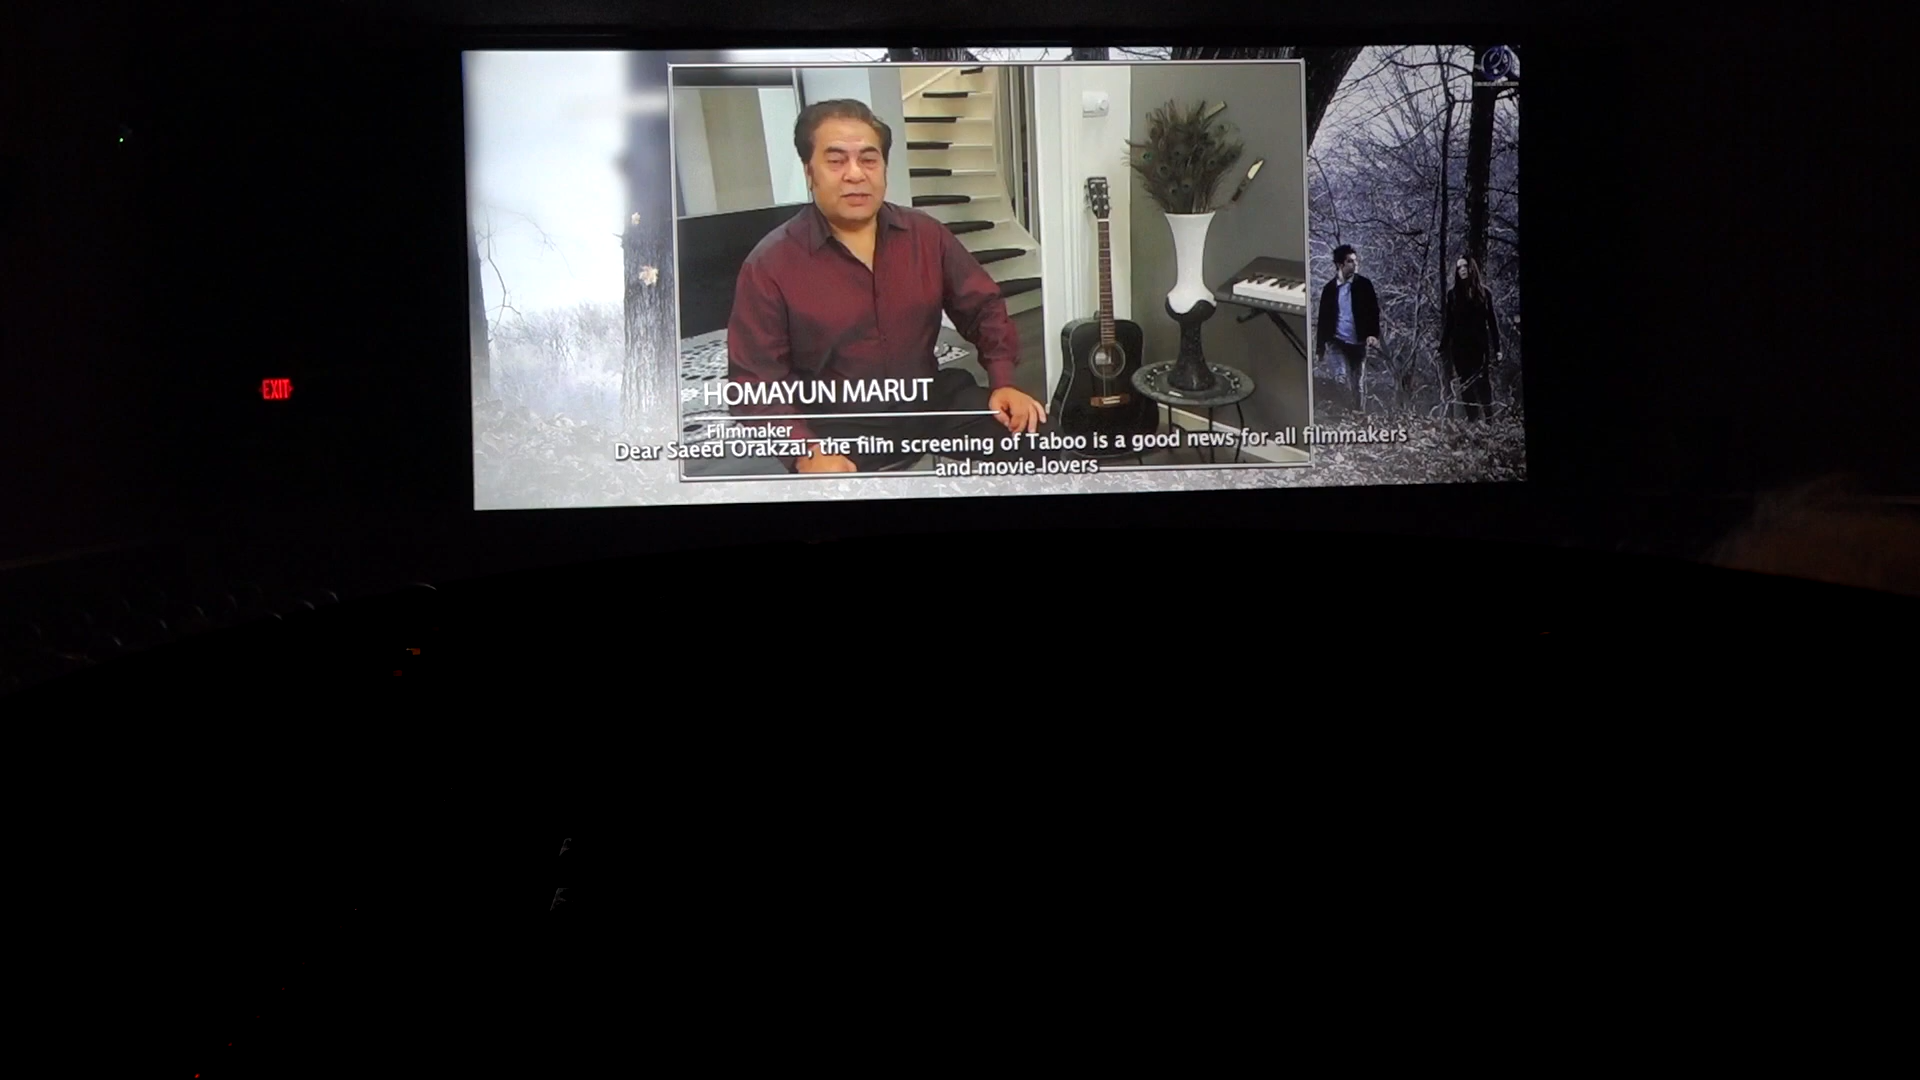 EXIT
HOMAYUN MARUT
Filmmaker
Dear Saeed Orakzai, the film screening of Taboo is a good news for all filmmakers
and movie lovers